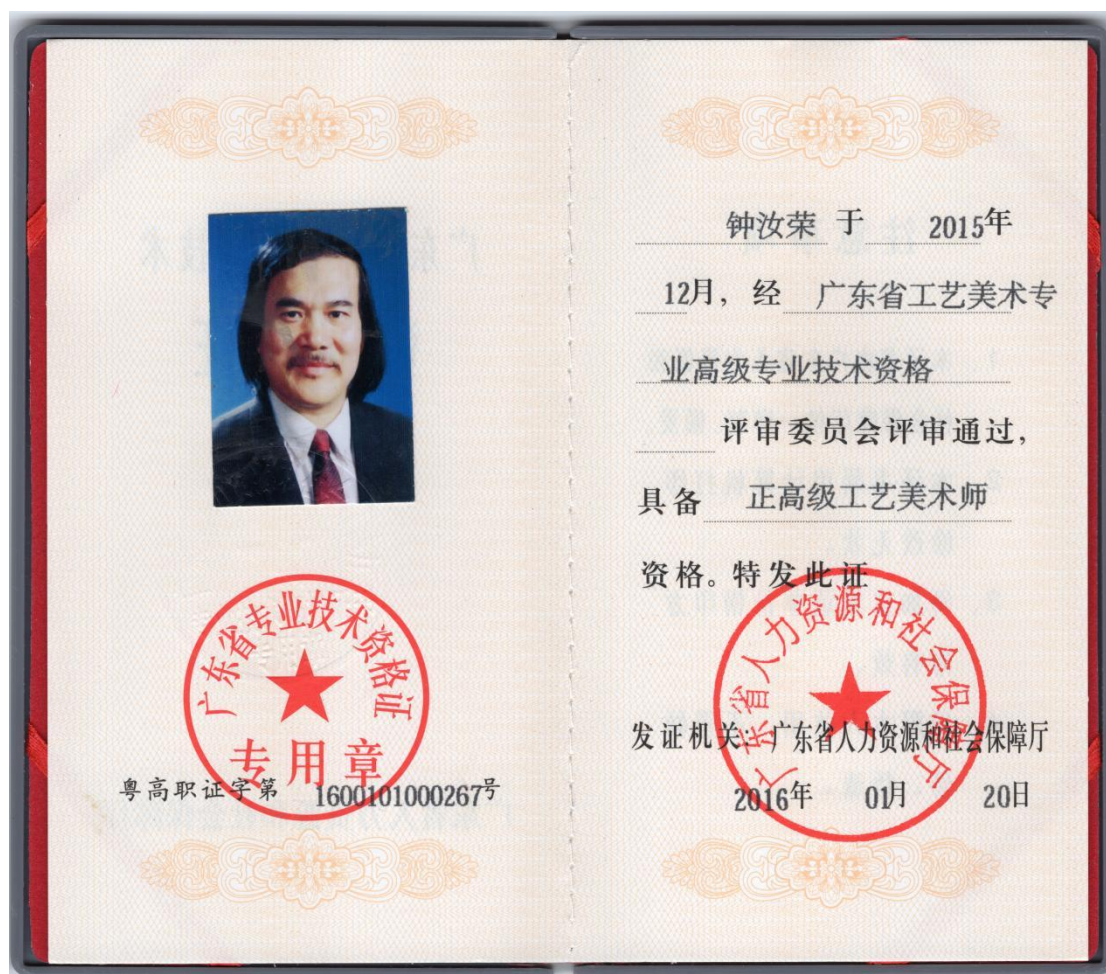 广东省专业技术资格证
专用章
粤高职证字第 1600101000267号
钟汝荣 于 2015年
12月，经 广东省工艺美术专
业高级专业技术资格
评审委员会评审通过，
具备 正高级工艺美术师
资格。特发此证
广东省人力资源和社会保障厅
发证机关：广东省人力资源和社会保障厅
2016年 01月 20日